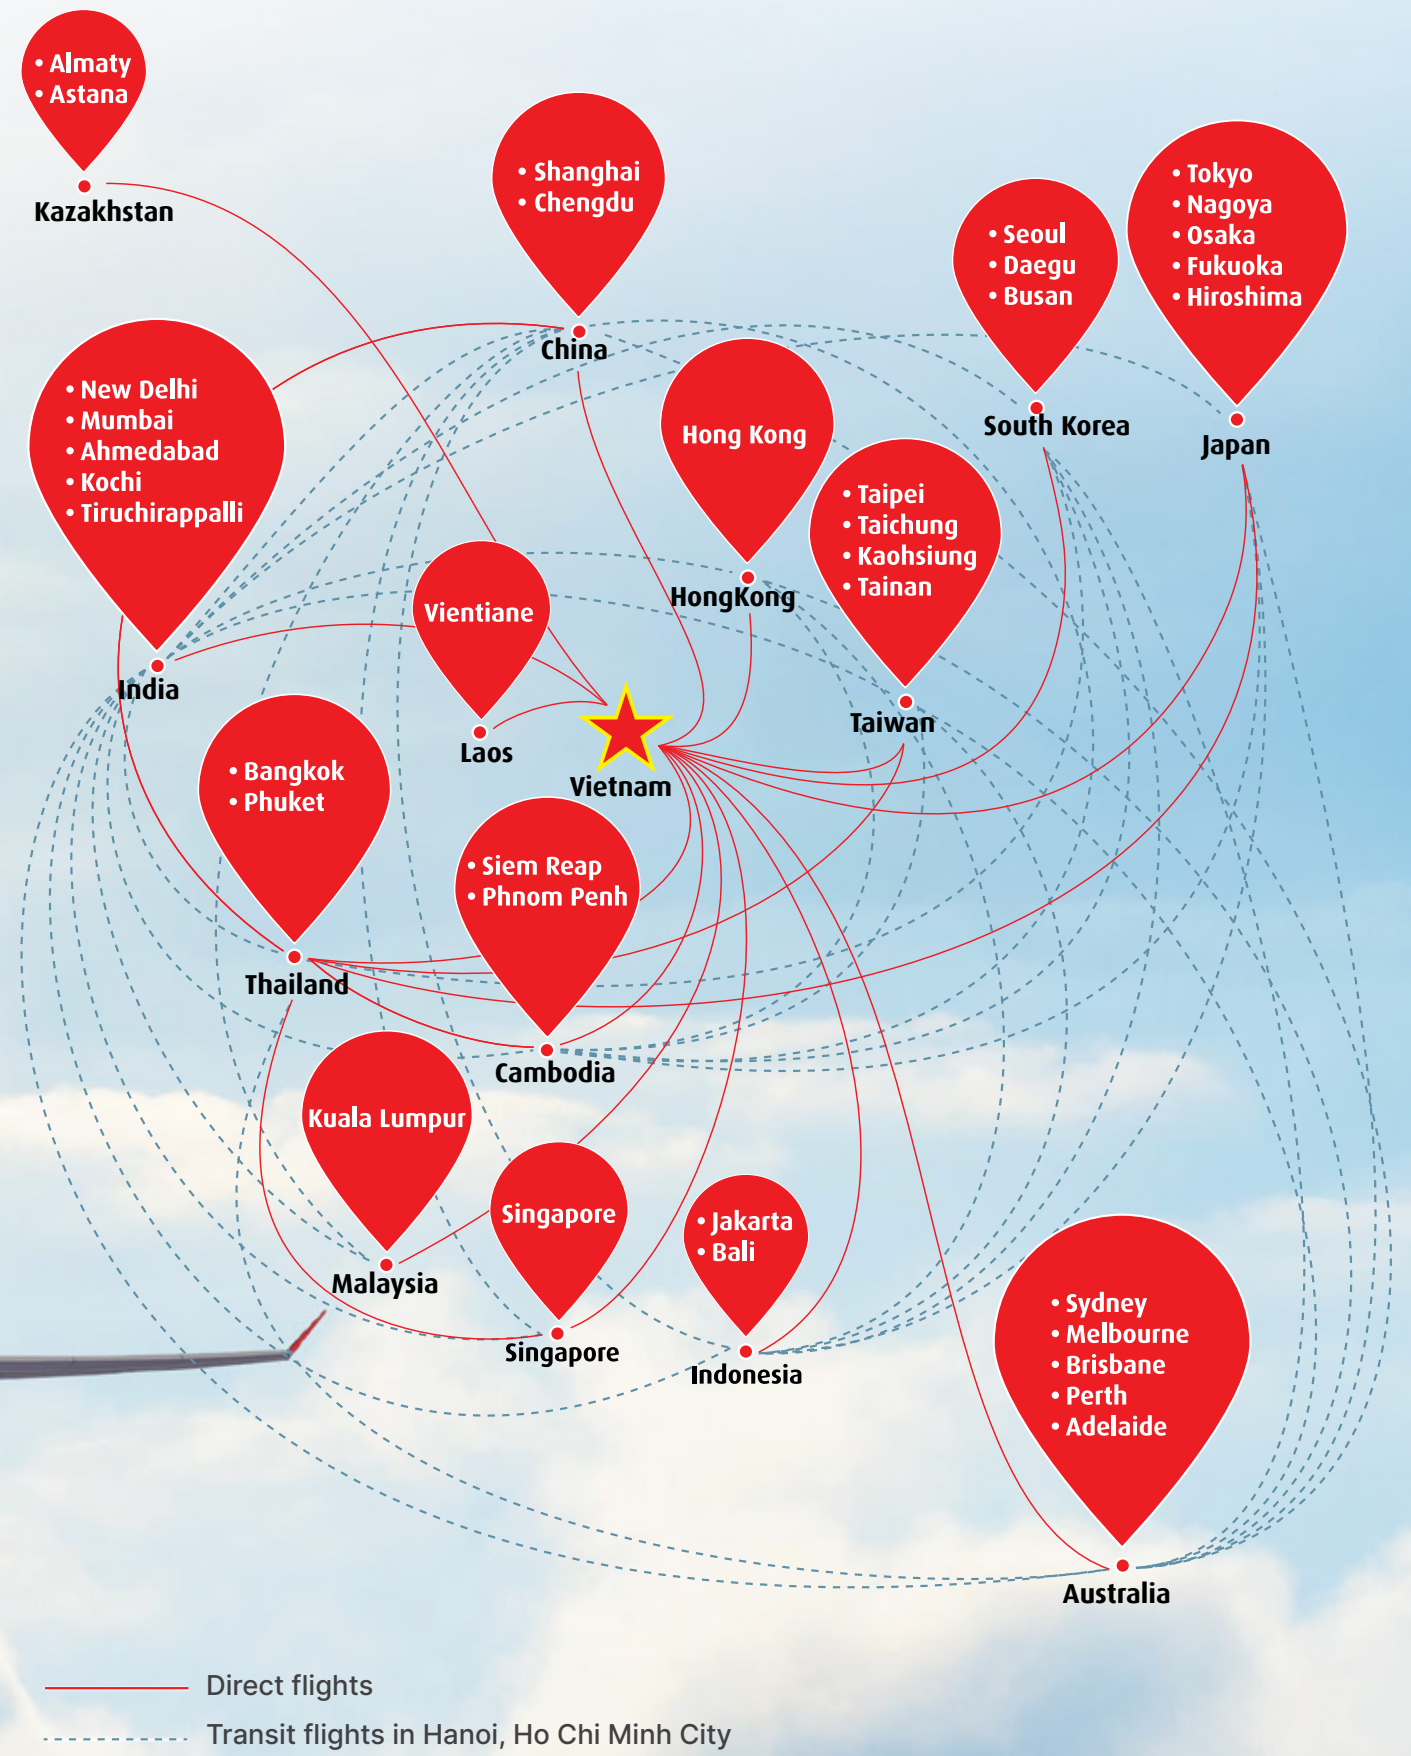 • Almaty
• Astana
Kazakhstan
• Shanghai
• Chengdu
China
• Seoul
• Daegu
• Busan
South Korea
• Tokyo
• Nagoya
• Osaka
• Fukuoka
• Hiroshima
Japan
• New Delhi
• Mumbai
• Ahmedabad
• Kochi
• Tiruchirappalli
India
Hong Kong
HongKong
• Taipei
• Taichung
• Kaohsiung
• Tainan
Taiwan
Vientiane
Laos
Vietnam
• Bangkok
• Phuket
Thailand
• Siem Reap
• Phnom Penh
Cambodia
Kuala Lumpur
Malaysia
Singapore
Singapore
• Jakarta
• Bali
Indonesia
• Sydney
• Melbourne
• Brisbane
• Perth
• Adelaide
Australia
Direct flights
Transit flights in Hanoi, Ho Chi Minh City